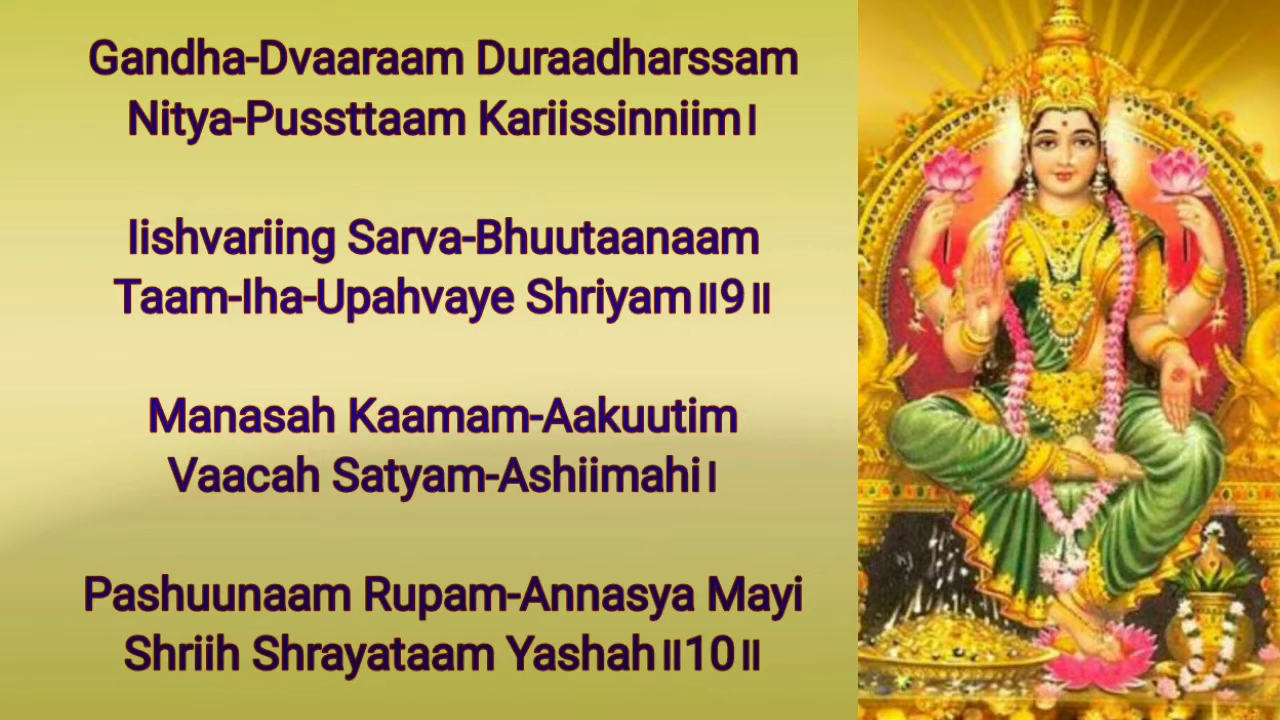 Gandha-Dvaaraam Duraadharssam
Nitya-Pussttaam Kariissinniim।
Iishvariing Sarva-Bhuutaanaam
Taam-Iha-Upahvaye Shriyam॥9॥
Manasah Kaamam-Aakuutim
Vaacah Satyam-Ashiimahi।
Pashuunaam Rupam-Annasya Mayi
Shriih Shrayataam Yashah॥10॥